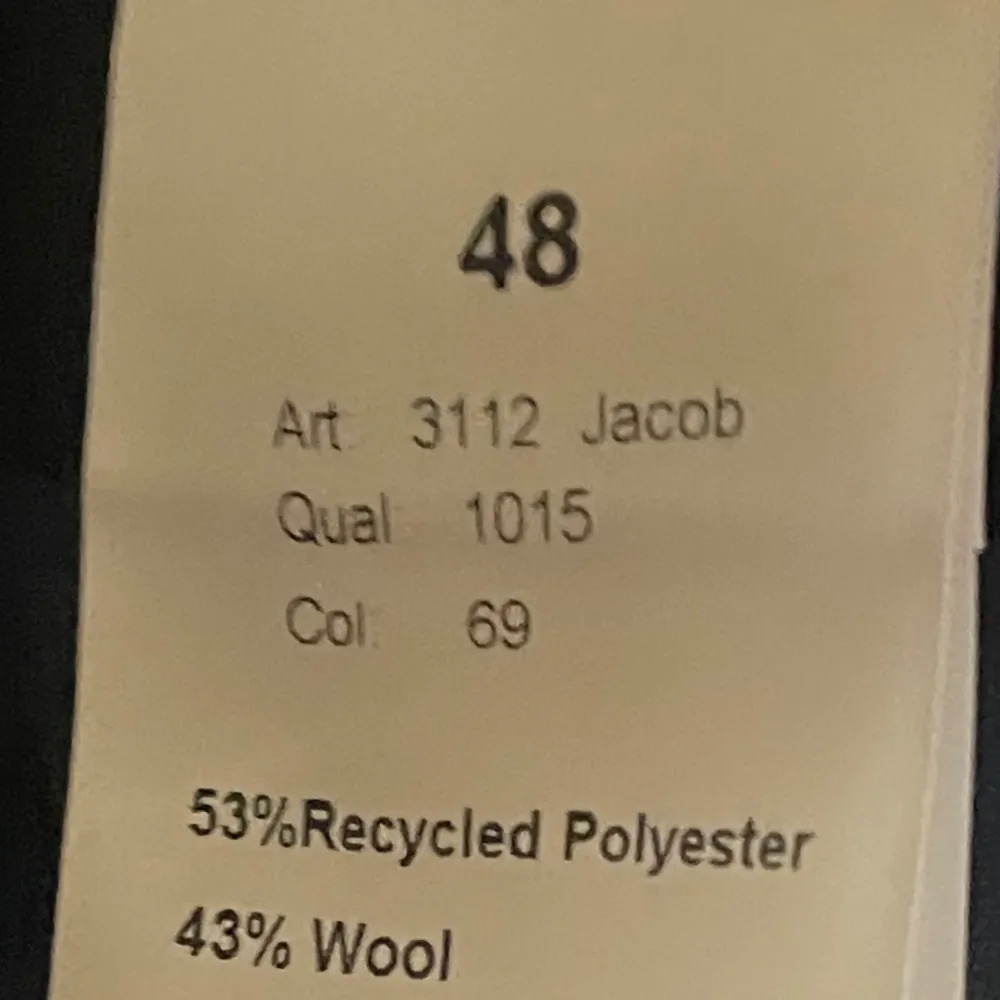 48
Art 3112 Jacob
Qual 1015
Col 69
53%Recycled Polyester
43% Wool